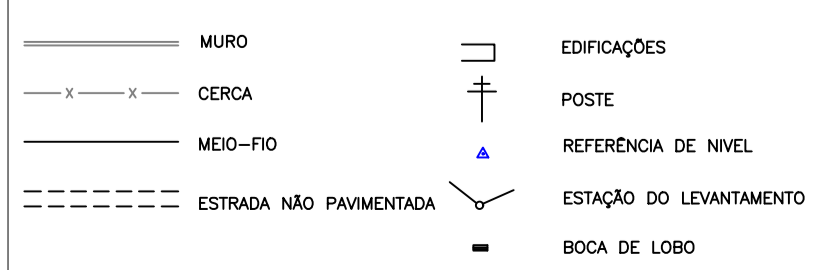 MURO
CERCA
MEIO-FIO
ESTRADA NÃO PAVIMENTADA
EDIFICAÇÕES
POSTE
REFERÊNCIA DE NIVEL
ESTAÇÃO DO LEVANTAMENTO
BOCA DE LOBO